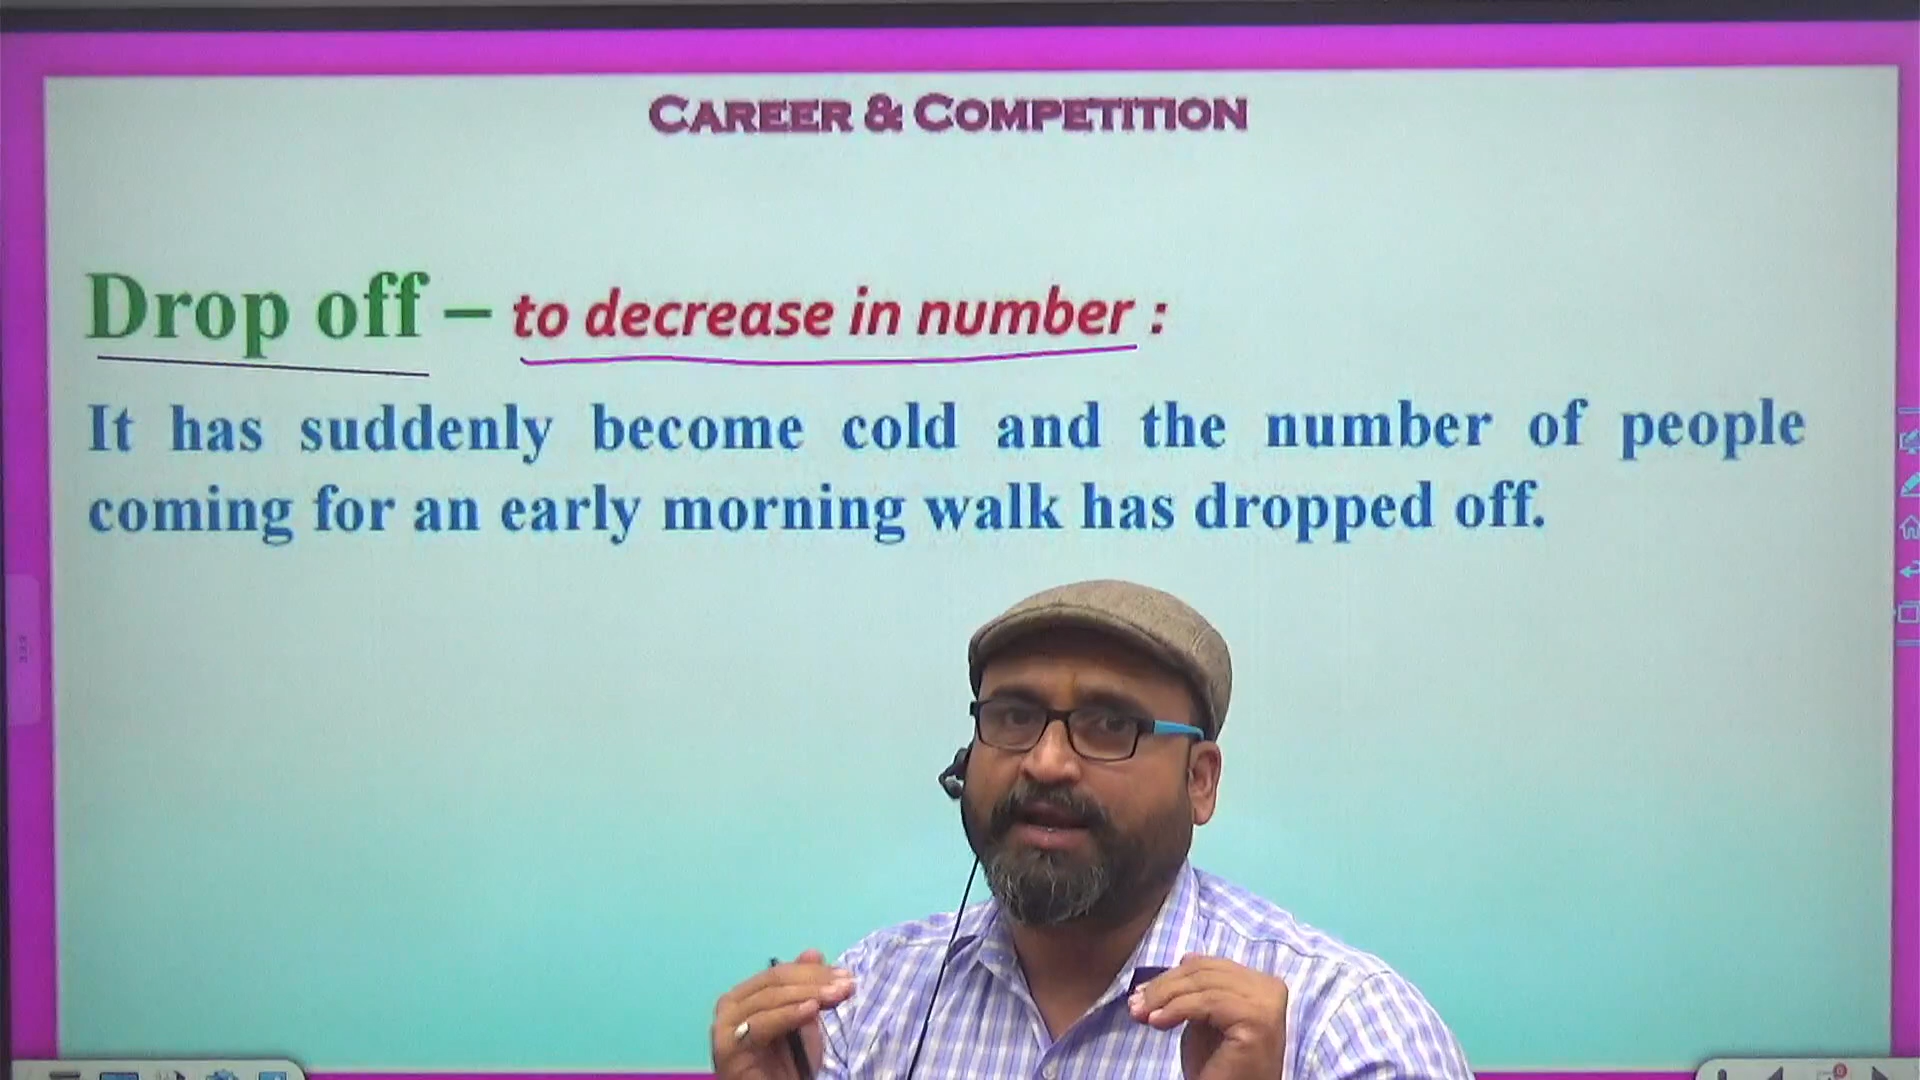 CAREER & COMPETITION
Drop off – to decrease in number :
It has suddenly become cold and the number of people
coming for an early morning walk has dropped off.